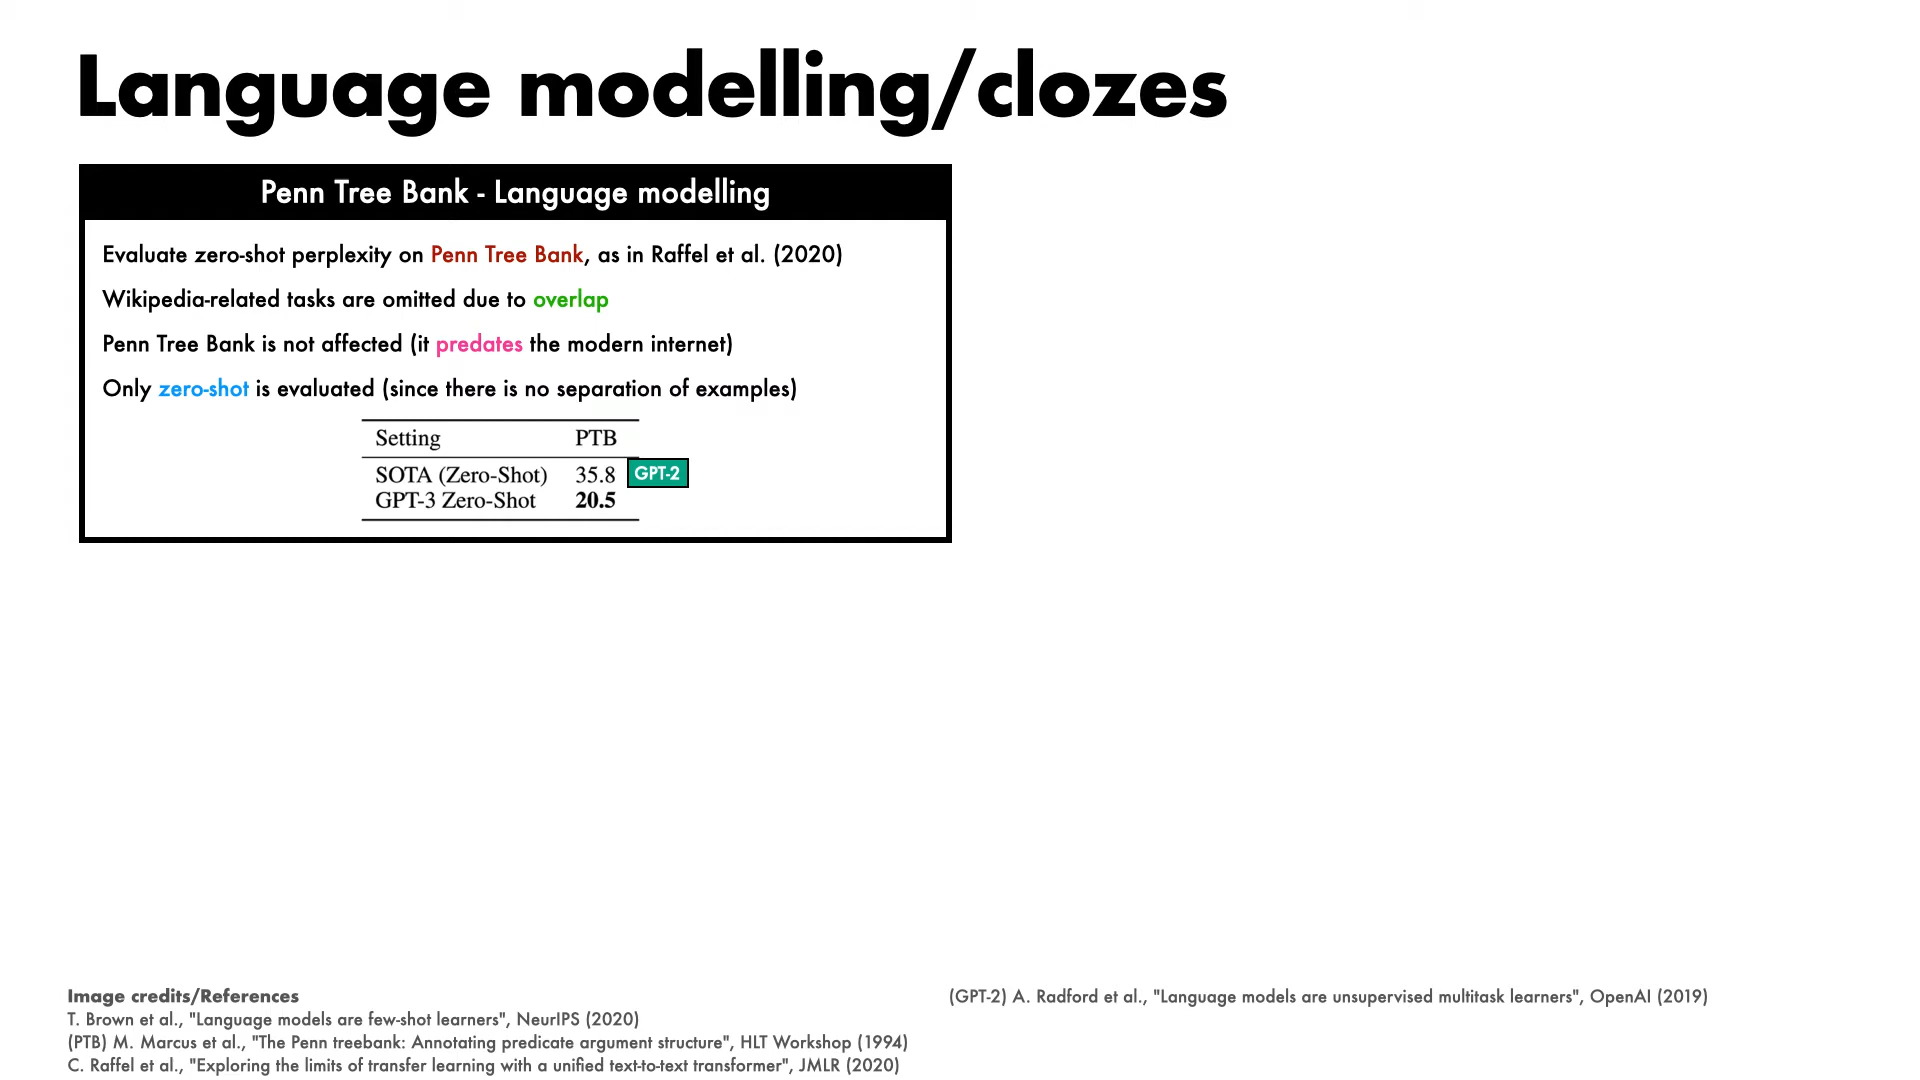 Language modelling/clozes
Penn Tree Bank - Language modelling
Evaluate zero-shot perplexity on Penn Tree Bank, as in Raffel et al. (2020)
Wikipedia-related tasks are omitted due to overlap
Penn Tree Bank is not affected (it predates the modern internet)
Only zero-shot is evaluated (since there is no separation of examples)
Setting PTB
SOTA (Zero-Shot) 35.8 GPT-2
GPT-3 Zero-Shot 20.5
Image credits/References
T. Brown et al., "Language models are few-shot learners", NeurIPS (2020)
(PTB) M. Marcus et al., "The Penn treebank: Annotating predicate argument structure", HLT Workshop (1994)
C. Raffel et al., "Exploring the limits of transfer learning with a unified text-to-text transformer", JMLR (2020)
(GPT-2) A. Radford et al., "Language models are unsupervised multitask learners", OpenAI (2019)